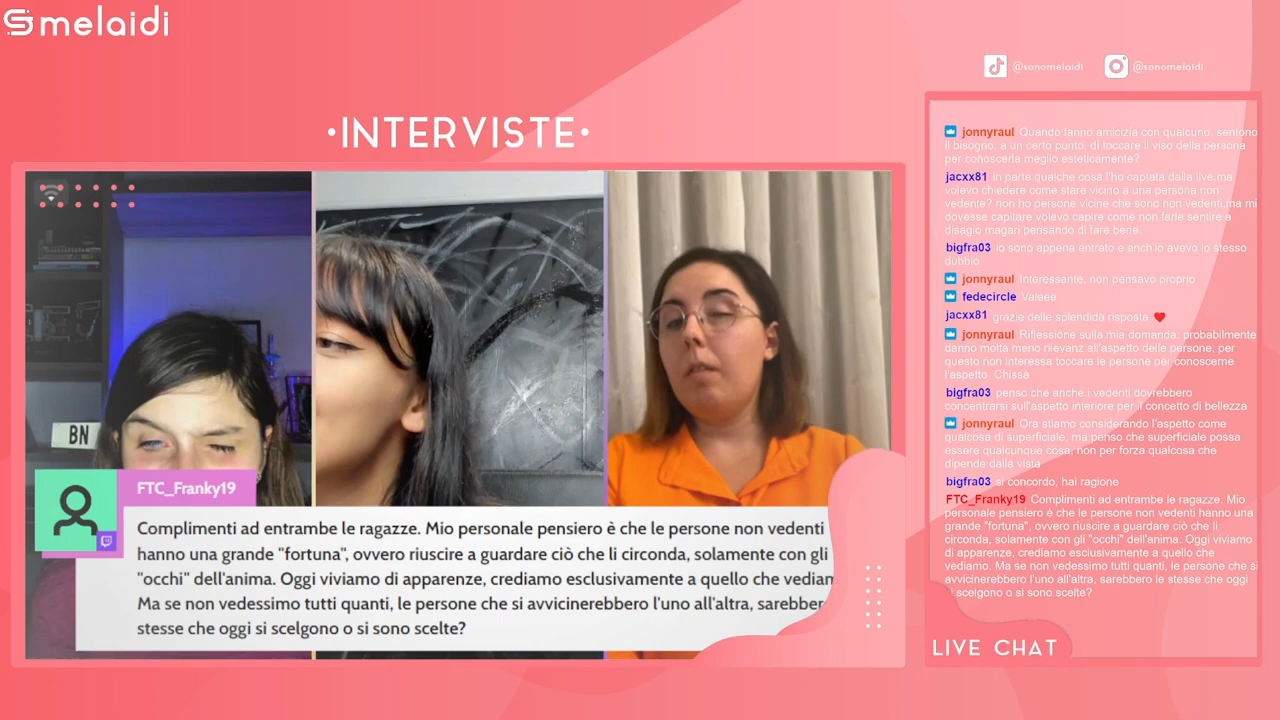 Smelaidi
@sonomelaidi @sonomelaidi
•INTERVISTE•
BN
FTC_Franky19
Complimenti ad entrambe le ragazze. Mio personale pensiero è che le persone non vedenti
hanno una grande "fortuna", ovvero riuscire a guardare ciò che li circonda, solamente con gli
"occhi" dell'anima. Oggi viviamo di apparenze, crediamo esclusivamente a quello che vediam
Ma se non vedessimo tutti quanti, le persone che si avvicinerebbero l'uno all'altra, sarebber
stesse che oggi si scelgono o si sono scelte?
jonnyraul Quando fanno amicizia con qualcuno, sentono
il bisogno, a un certo punto, di toccare il viso della persona
per conoscerla meglio esteticamente?
jacxx81 in parte qualche cosa l'ho captata dalla live,ma
volevo chiedere come stare vicino a una persona non
vedente? non ho persone vicine che sono non vedenti,ma mi
dovesse capitare volevo capire come non farle sentire a
disagio magari pensando di fare bene.
bigfra03 io sono appena entrato e anch'io avevo lo stesso
dubbio
jonnyraul Interessante, non pensavo proprio
fedecircle Valeee
jacxx81 grazie delle splendida risposta
jonnyraul Riflessione sulla mia domanda: probabilmente
danno molta meno rilevanz all'aspetto delle persone, per
questo non interessa toccare le persone per conoscerne
l'aspetto. Chissà
bigfra03 penso che anche i vedenti dovrebbero
concentrarsi sull'aspetto interiore per il concetto di bellezza
jonnyraul Ora stiamo considerando l'aspetto come
qualcosa di superficiale, ma penso che superficiale possa
essere qualcunque cosa, non per forza qualcosa che
dipende dalla vista
bigfra03 si concordo, hai ragione
FTC_Franky19 Complimenti ad entrambe le ragazze. Mio
personale pensiero è che le persone non vedenti hanno una
grande "fortuna", ovvero riuscire a guardare ciò che li
circonda, solamente con gli "occhi" dell'anima. Oggi viviamo
di apparenze, crediamo esclusivamente a quello che
vediamo. Ma se non vedessimo tutti quanti, le persone che si
avvicinerebbero l'uno all'altra, sarebbero le stesse che oggi
si scelgono o si sono scelte?
LIVE CHAT